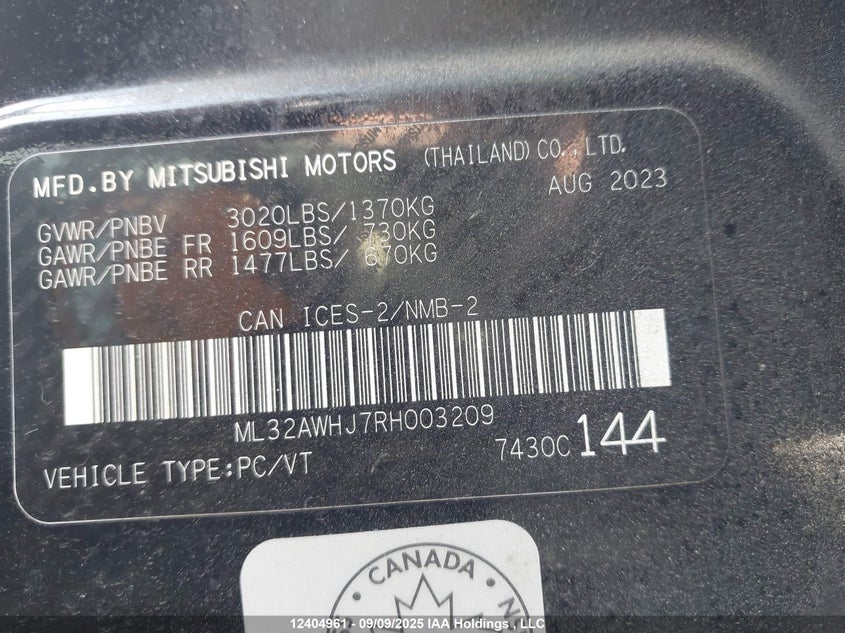 MFD.BY MITSUBISHI MOTORS (THAILAND) CO., LTD.
AUG 2023
GVWR/PNBV 3020LBS/1370KG
GAWR/PNBE FR 1609LBS/ 730KG
GAWR/PNBE RR 1477LBS/ 670KG
CAN ICES-2/NMB-2
ML32AWHJ7RH003209
VEHICLE TYPE:PC/VT
7430C 144
CANADA
12404961 - 09/09/2025 IAA Holdings, LLC